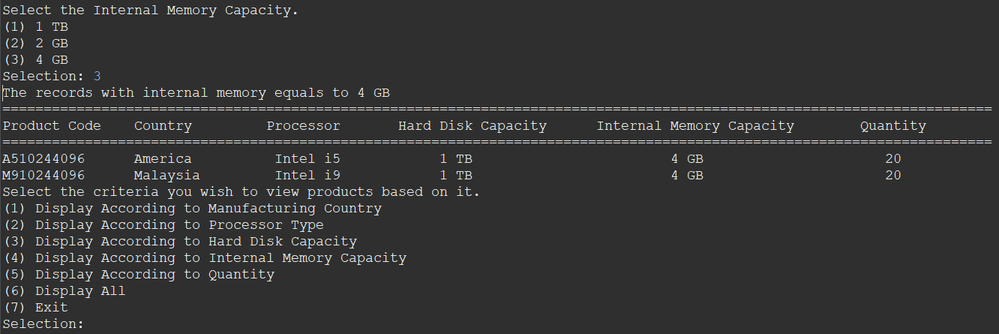 Select the Internal Memory Capacity.
(1) 1 TB
(2) 2 GB
(3) 4 GB
Selection: 3
The records with internal memory equals to 4 GB
========================================================================================================================
Product Code    Country         Processor       Hard Disk Capacity      Internal Memory Capacity        Quantity
========================================================================================================================
A510244096      America          Intel i5            1 TB                        4 GB                      20
M910244096      Malaysia         Intel i9            1 TB                        4 GB                      20
Select the criteria you wish to view products based on it.
(1) Display According to Manufacturing Country
(2) Display According to Processor Type
(3) Display According to Hard Disk Capacity
(4) Display According to Internal Memory Capacity
(5) Display According to Quantity
(6) Display All
(7) Exit
Selection: